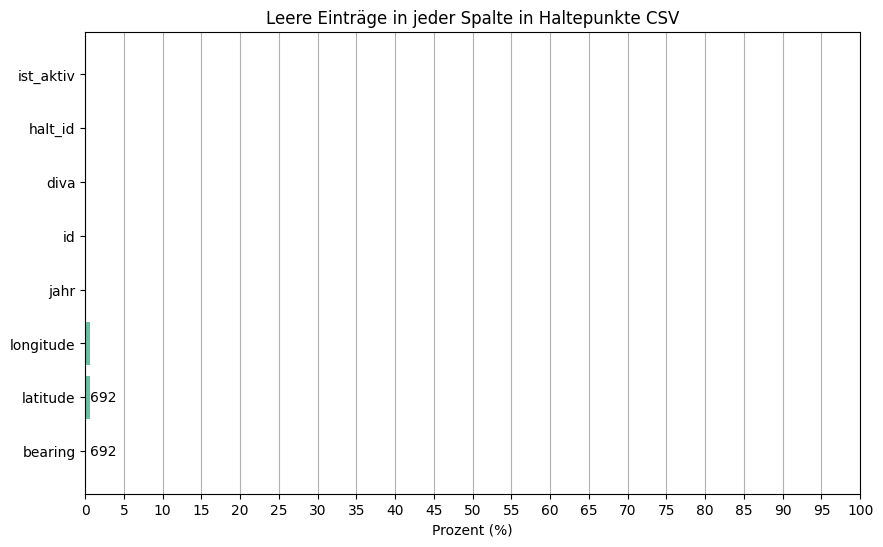 Leere Einträge in jeder Spalte in Haltepunkte CSV
ist_aktiv
halt_id
diva
id
jahr
longitude
latitude 692
bearing 692
0 5 10 15 20 25 30 35 40 45 50 55 60 65 70 75 80 85 90 95 100
Prozent (%)